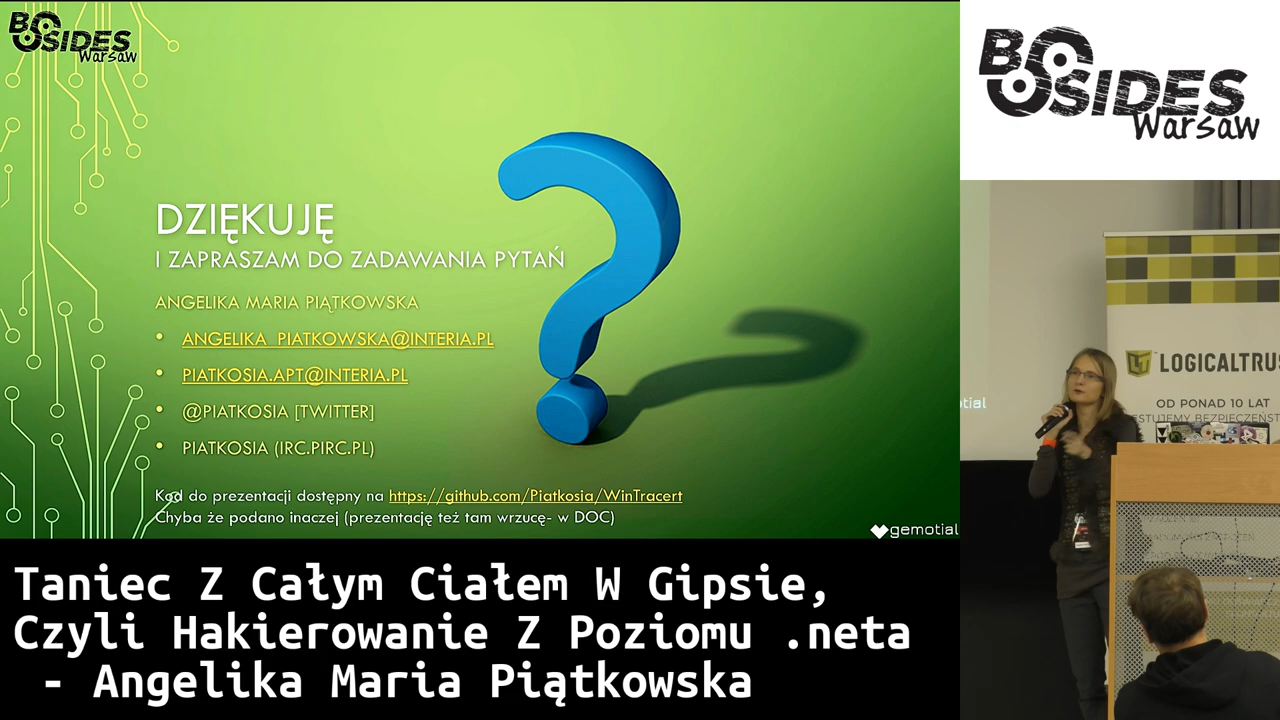 BSIDES
Warsaw
DZIĘKUJĘ
I ZAPRASZAM DO ZADAWANIA PYTAŃ
ANGELIKA MARIA PIĄTKOWSKA
• ANGELIKA_PIATKOWSKA@INTERIA.PL
• PIATKOSIA.APT@INTERIA.PL
• @PIATKOSIA [TWITTER]
• PIATKOSIA (IRC.PIRC.PL)
Kod do prezentacji dostępny na https://github.com/Piatkosia/WinTracert
Chyba że podano inaczej (prezentację też tam wrzucę- w DOC)
gemotial
Taniec Z Całym Ciałem W Gipsie,
Czyli Hakierowanie Z Poziomu .neta
- Angelika Maria Piątkowska
BSIDES
Warsaw
LOGICALTRUS
OD PONAD 10 LAT
ESTUJEMY BEZPIECZEŃST
otial